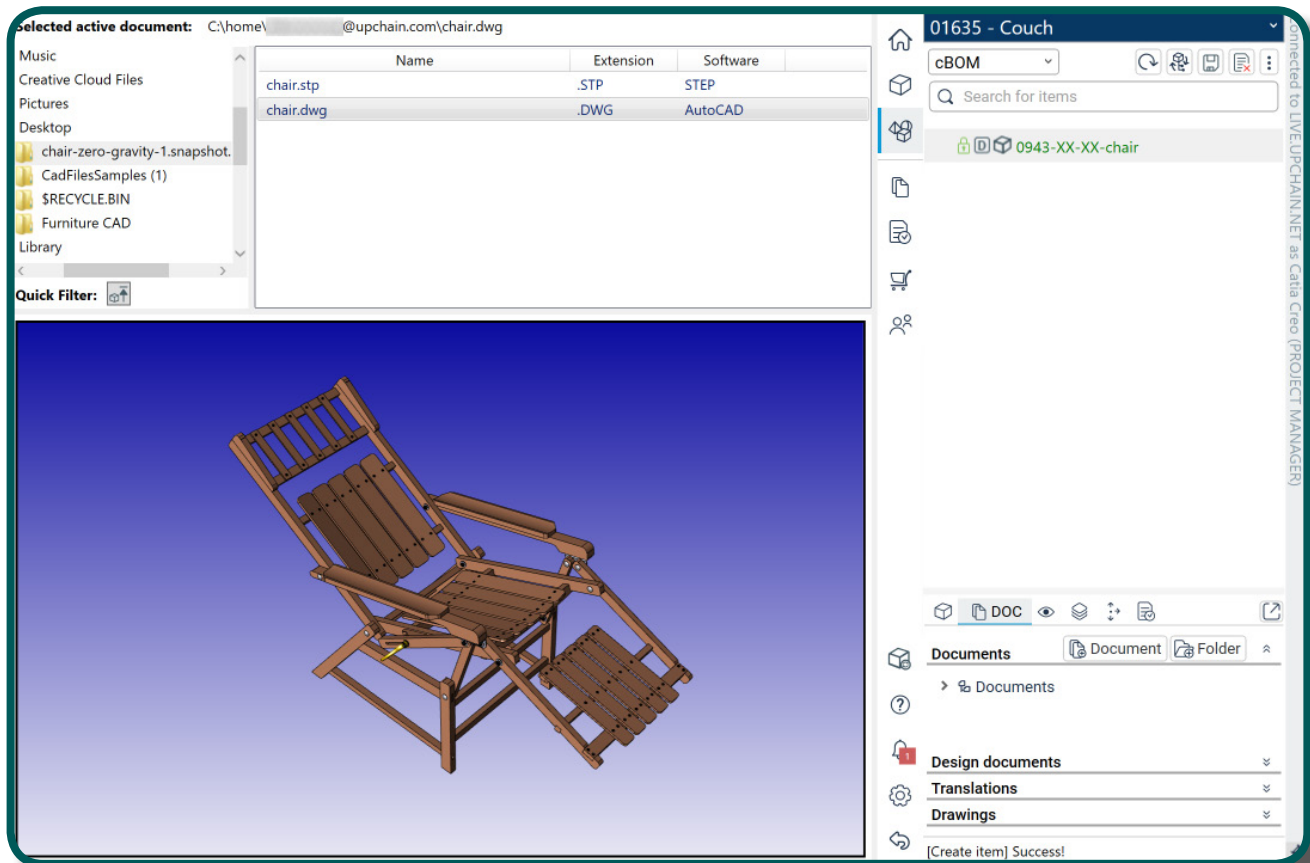 Selected active document: C:\home\ @upchain.com\chair.dwg
Music
Creative Cloud Files
Pictures
Desktop
chair-zero-gravity-1.snapshot.
CadFilesSamples (1)
$RECYCLE.BIN
Furniture CAD
Library
Quick Filter:
Name Extension Software
chair.stp .STP STEP
chair.dwg .DWG AutoCAD
01635 - Couch
cBOM
Search for items
D 0943-XX-XX-chair
DOC
Documents Document Folder
Documents
Design documents
Translations
Drawings
[Create item] Success!
1
Connected to LIVE.UPCHAIN.NET as Catia Creo (PROJECT MANAGER)